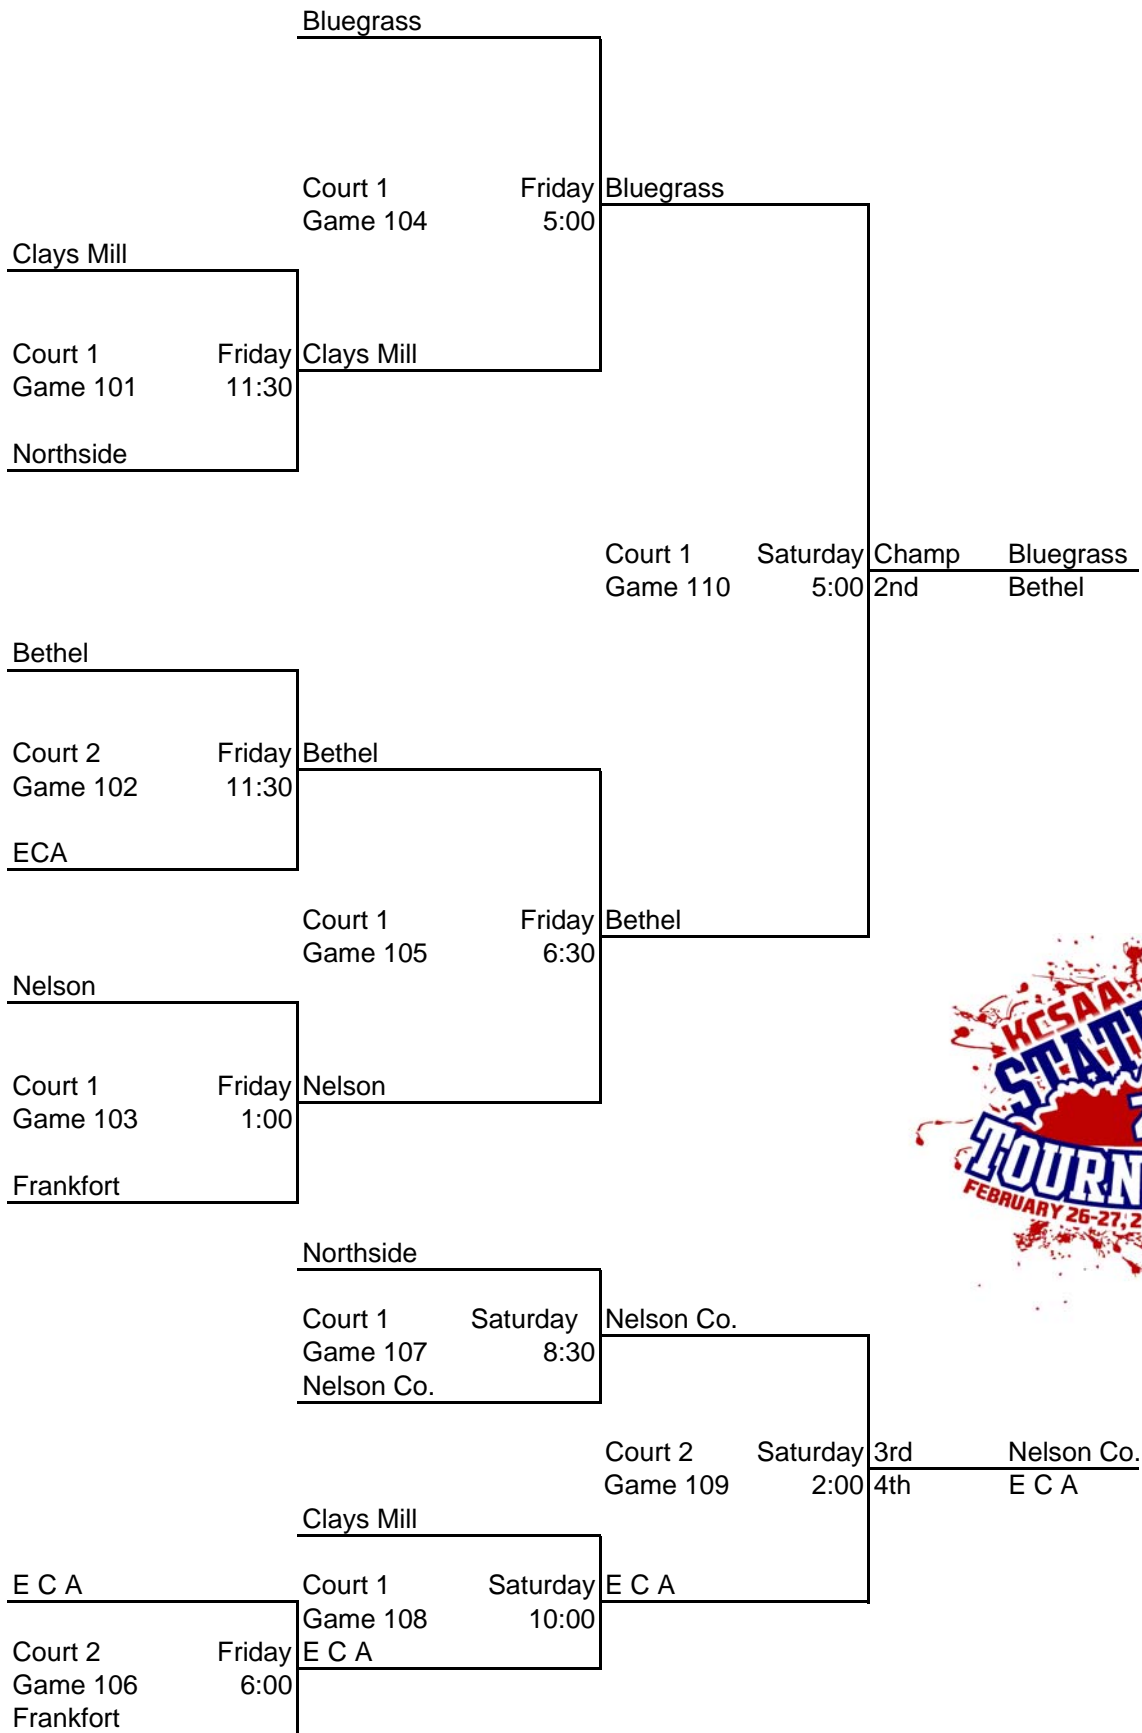 Bluegrass
Court 1 Friday Bluegrass
Game 104 5:00
Clays Mill
Court 1 Friday Clays Mill
Game 101 11:30
Northside
Court 1 Saturday Champ Bluegrass
Game 110 5:00 2nd Bethel
Bethel
Court 2 Friday Bethel
Game 102 11:30
ECA
Court 1 Friday Bethel
Game 105 6:30
Nelson
KCSAA
Court 1 Friday Nelson
Game 103 1:00
Frankfort
FEBRUARY 26-27,
Northside
Court 1 Saturday Nelson Co.
Game 107 8:30
Nelson Co.
Court 2 Saturday 3rd Nelson Co.
Game 109 2:00 4th E C A
Clays Mill
E C A Court 1 Saturday E C A
Game 108 10:00
Court 2 Friday E C A
Game 106 6:00
Frankfort